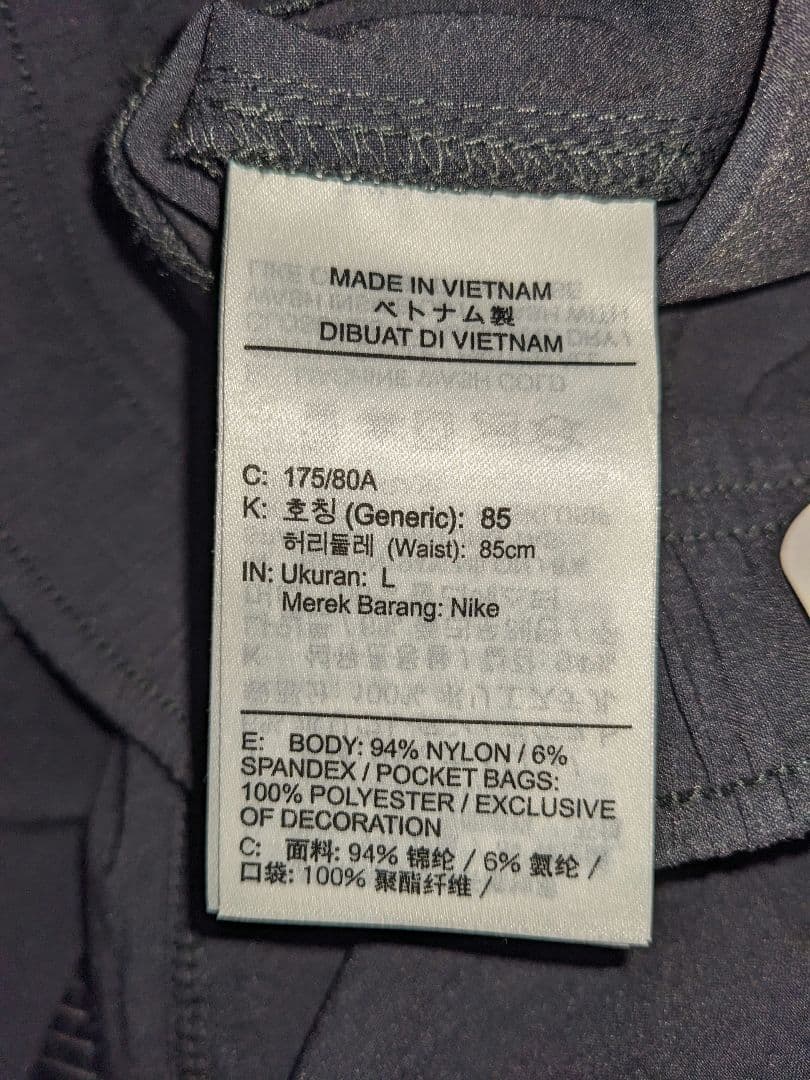 MADE IN VIETNAM
ベトナム製
DIBUAT DI VIETNAM
C: 175/80A
K: 호칭 (Generic): 85
허리둘레 (Waist): 85cm
IN: Ukuran: L
Merek Barang: Nike
E: BODY: 94% NYLON / 6%
SPANDEX / POCKET BAGS:
100% POLYESTER / EXCLUSIVE
OF DECORATION
C: 面料: 94% 锦纶 / 6% 氨纶 /
口袋: 100% 聚酯纤维 /